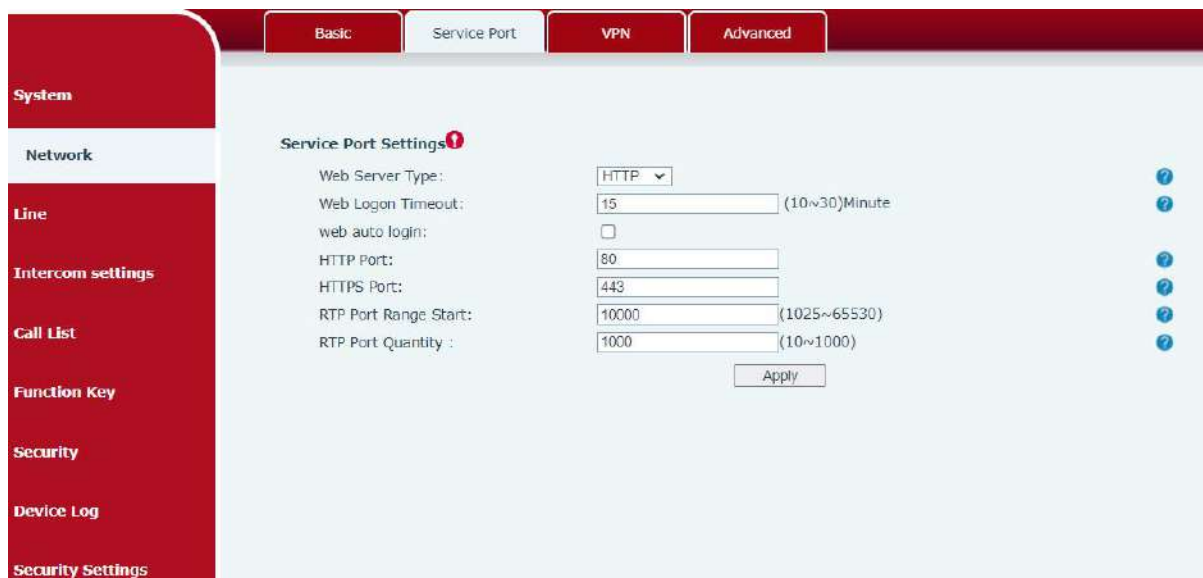 Basic Service Port VPN Advanced
System
Network
Line
Intercom settings
Call List
Function Key
Security
Device Log
Security Settings
Service Port Settings
Web Server Type: HTTP
Web Logon Timeout: 15 (10~30)Minute
web auto login:
HTTP Port: 80
HTTPS Port: 443
RTP Port Range Start: 10000 (1025~65530)
RTP Port Quantity : 1000 (10~1000)
Apply